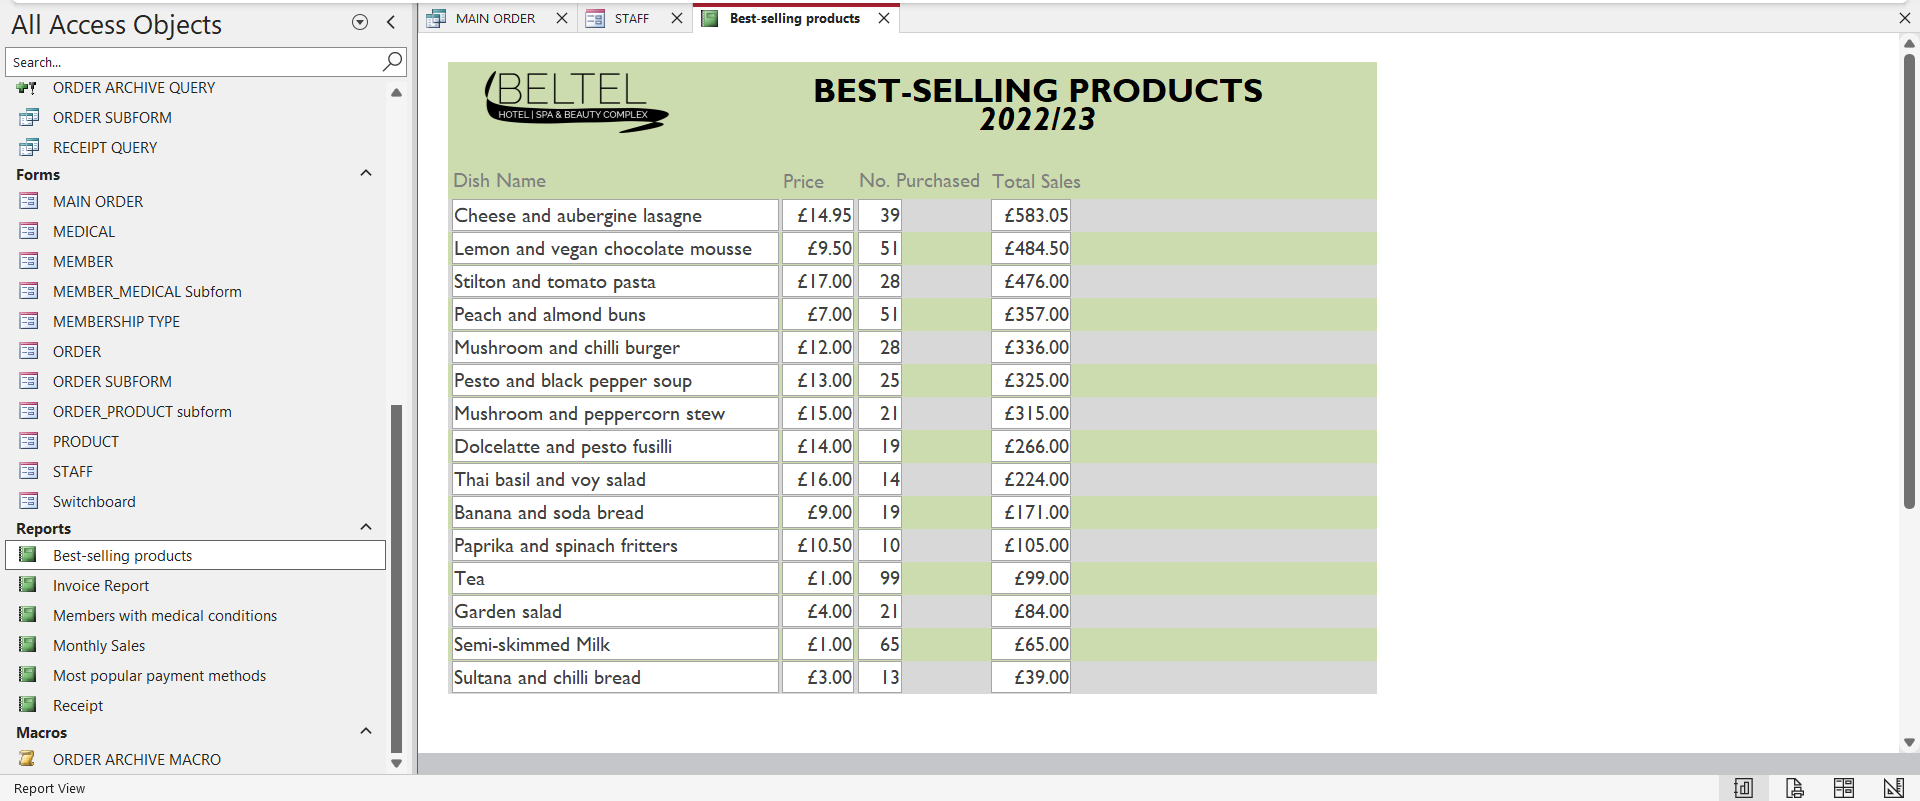 All Access Objects
Search...
ORDER ARCHIVE QUERY
ORDER SUBFORM
RECEIPT QUERY
Forms
MAIN ORDER
MEDICAL
MEMBER
MEMBER_MEDICAL Subform
MEMBERSHIP TYPE
ORDER
ORDER SUBFORM
ORDER_PRODUCT subform
PRODUCT
STAFF
Switchboard
Reports
Best-selling products
Invoice Report
Members with medical conditions
Monthly Sales
Most popular payment methods
Receipt
Macros
ORDER ARCHIVE MACRO
Report View
MAIN ORDER STAFF Best-selling products
BELTEL
HOTEL | SPA & BEAUTY COMPLEX
BEST-SELLING PRODUCTS
2022/23
Dish Name Price No. Purchased Total Sales
Cheese and aubergine lasagne £14.95 39 £583.05
Lemon and vegan chocolate mousse £9.50 51 £484.50
Stilton and tomato pasta £17.00 28 £476.00
Peach and almond buns £7.00 51 £357.00
Mushroom and chilli burger £12.00 28 £336.00
Pesto and black pepper soup £13.00 25 £325.00
Mushroom and peppercorn stew £15.00 21 £315.00
Dolcelatte and pesto fusilli £14.00 19 £266.00
Thai basil and voy salad £16.00 14 £224.00
Banana and soda bread £9.00 19 £171.00
Paprika and spinach fritters £10.50 10 £105.00
Tea £1.00 99 £99.00
Garden salad £4.00 21 £84.00
Semi-skimmed Milk £1.00 65 £65.00
Sultana and chilli bread £3.00 13 £39.00